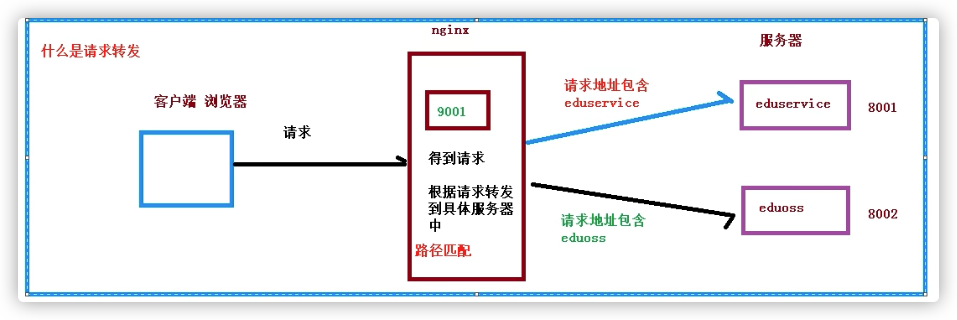 什么是请求转发
nginx
服务器
客户端 浏览器
请求
9001
得到请求
根据请求转发
到具体服务器
中
路径匹配
请求地址包含
eduservice
eduservice
8001
请求地址包含
eduoss
eduoss
8002